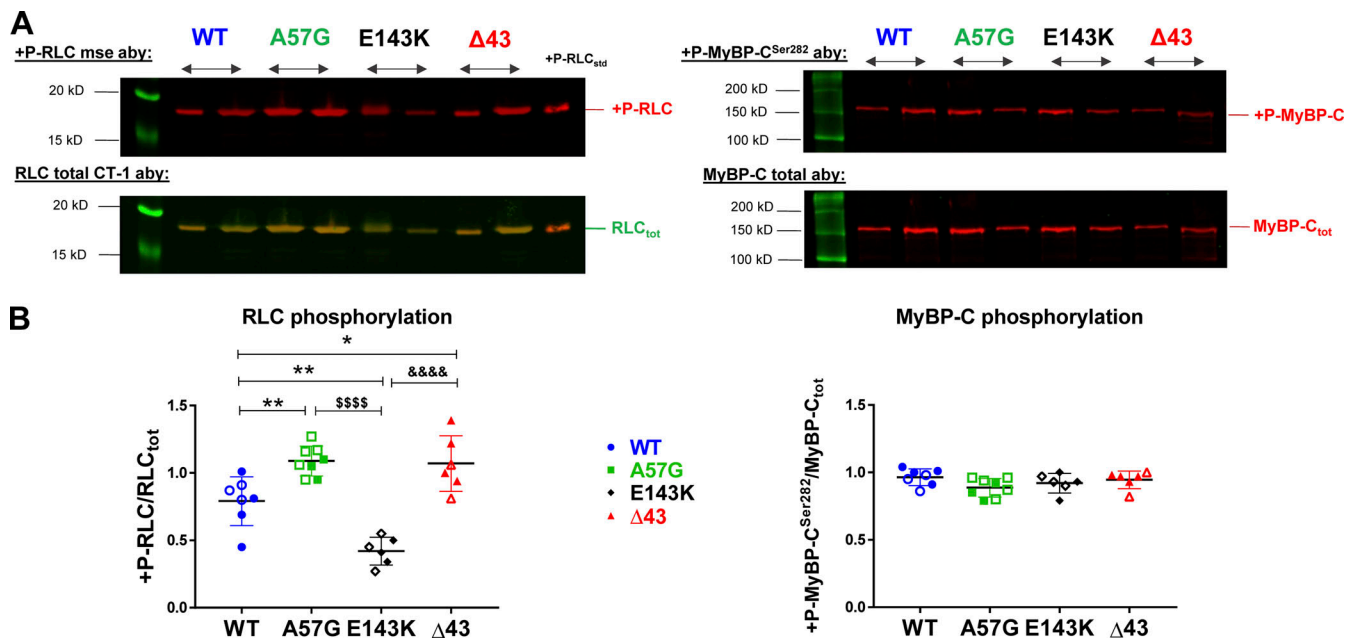 A
WT A57G E143K Δ43
+P-RLC mse aby: +P-RLCstd
20 kD
15 kD
+P-RLC
RLC total CT-1 aby:
20 kD
15 kD
RLCtot
WT A57G E143K Δ43
+P-MyBP-CSer282 aby:
200 kD
150 kD
100 kD
+P-MyBP-C
MyBP-C total aby:
200 kD
150 kD
100 kD
MyBP-Ctot
B
RLC phosphorylation
*
** &&&&
** $$$$
+P-RLC/RLCtot
1.5
1.0
0.5
0.0
WT A57G E143K Δ43
WT
A57G
E143K
Δ43
MyBP-C phosphorylation
+P-MyBP-CSer282/MyBP-Ctot
1.5
1.0
0.5
0.0
WT A57G E143K Δ43